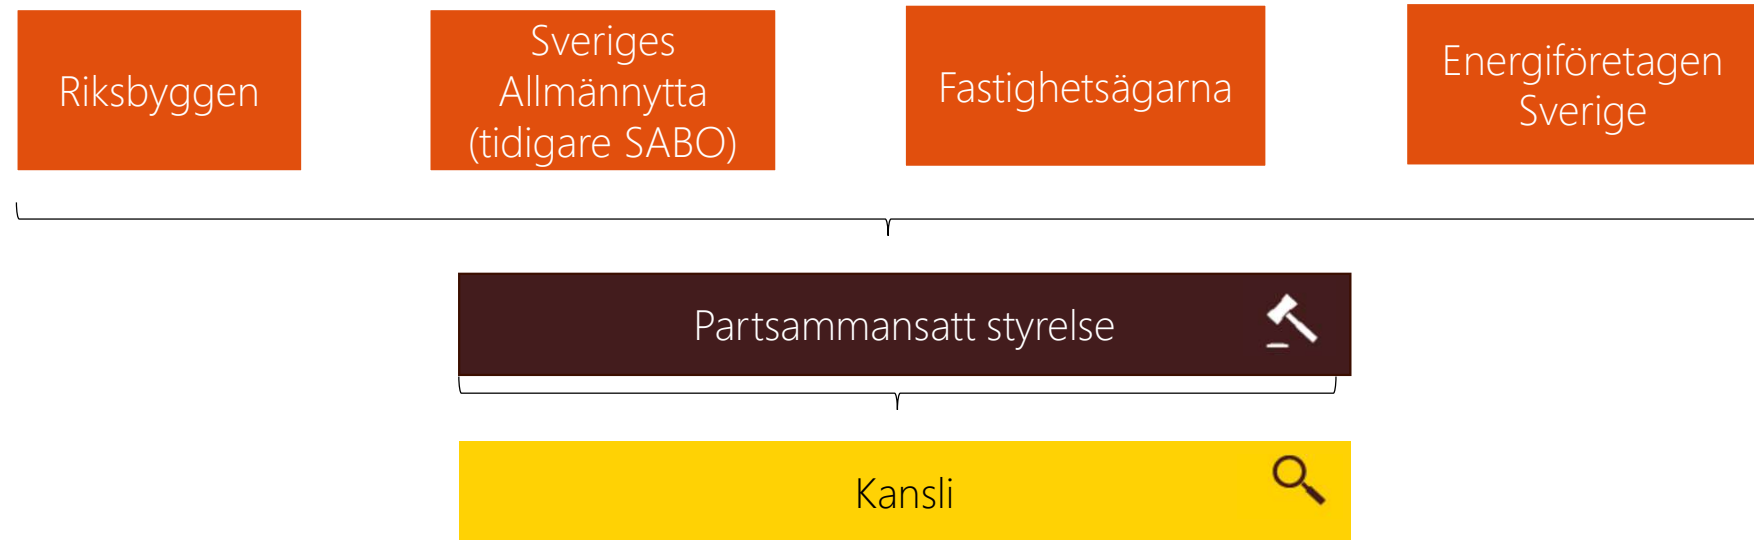 Riksbyggen
Sveriges
Allmännytta
(tidigare SABO)
Fastighetsägarna
Energiföretagen
Sverige
Partsammansatt styrelse
Kansli